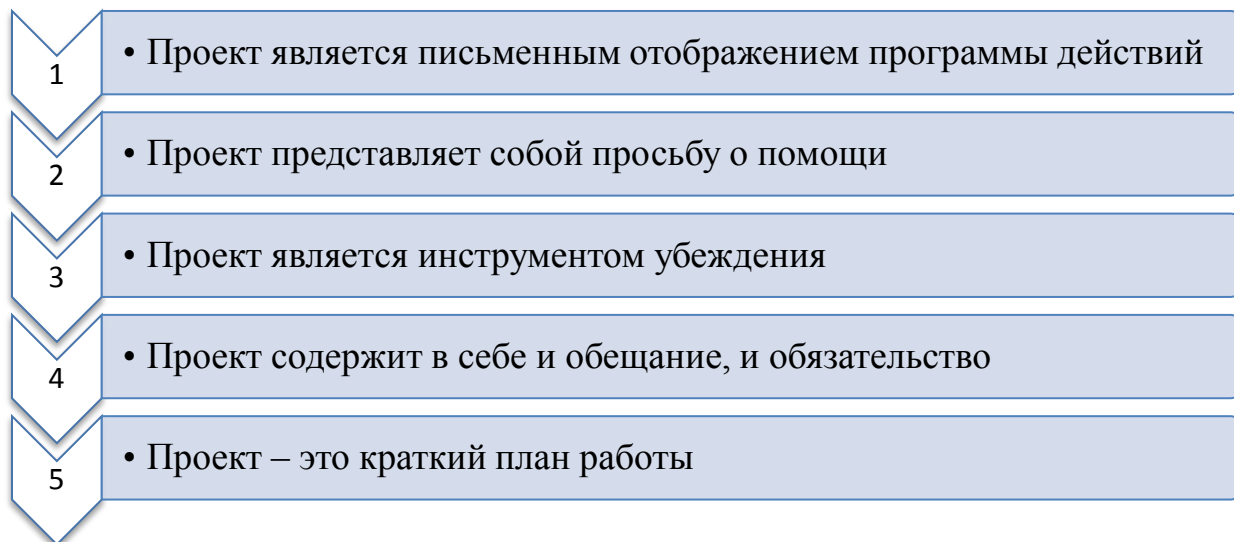 1
• Проект является письменным отображением программы действий
2
• Проект представляет собой просьбу о помощи
3
• Проект является инструментом убеждения
4
• Проект содержит в себе и обещание, и обязательство
5
• Проект – это краткий план работы